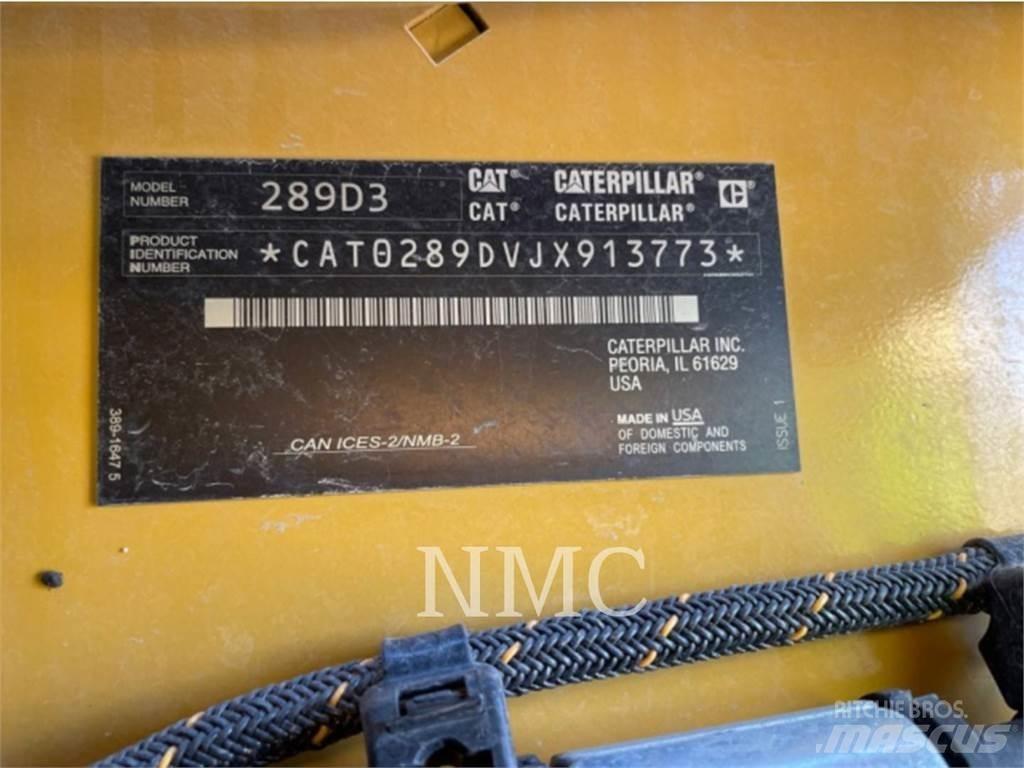 MODEL
NUMBER
289D3
CAT® CATERPILLAR®
CAT® CATERPILLAR®
PRODUCT
IDENTIFICATION
NUMBER
*CAT0289DVJX913773*
CATERPILLAR INC.
PEORIA, IL 61629
USA
MADE IN USA
OF DOMESTIC AND
FOREIGN COMPONENTS
CAN ICES-2/NMB-2
389-1647 5
ISSUE 1
NMC
RITCHIE BROS.
MASCUS